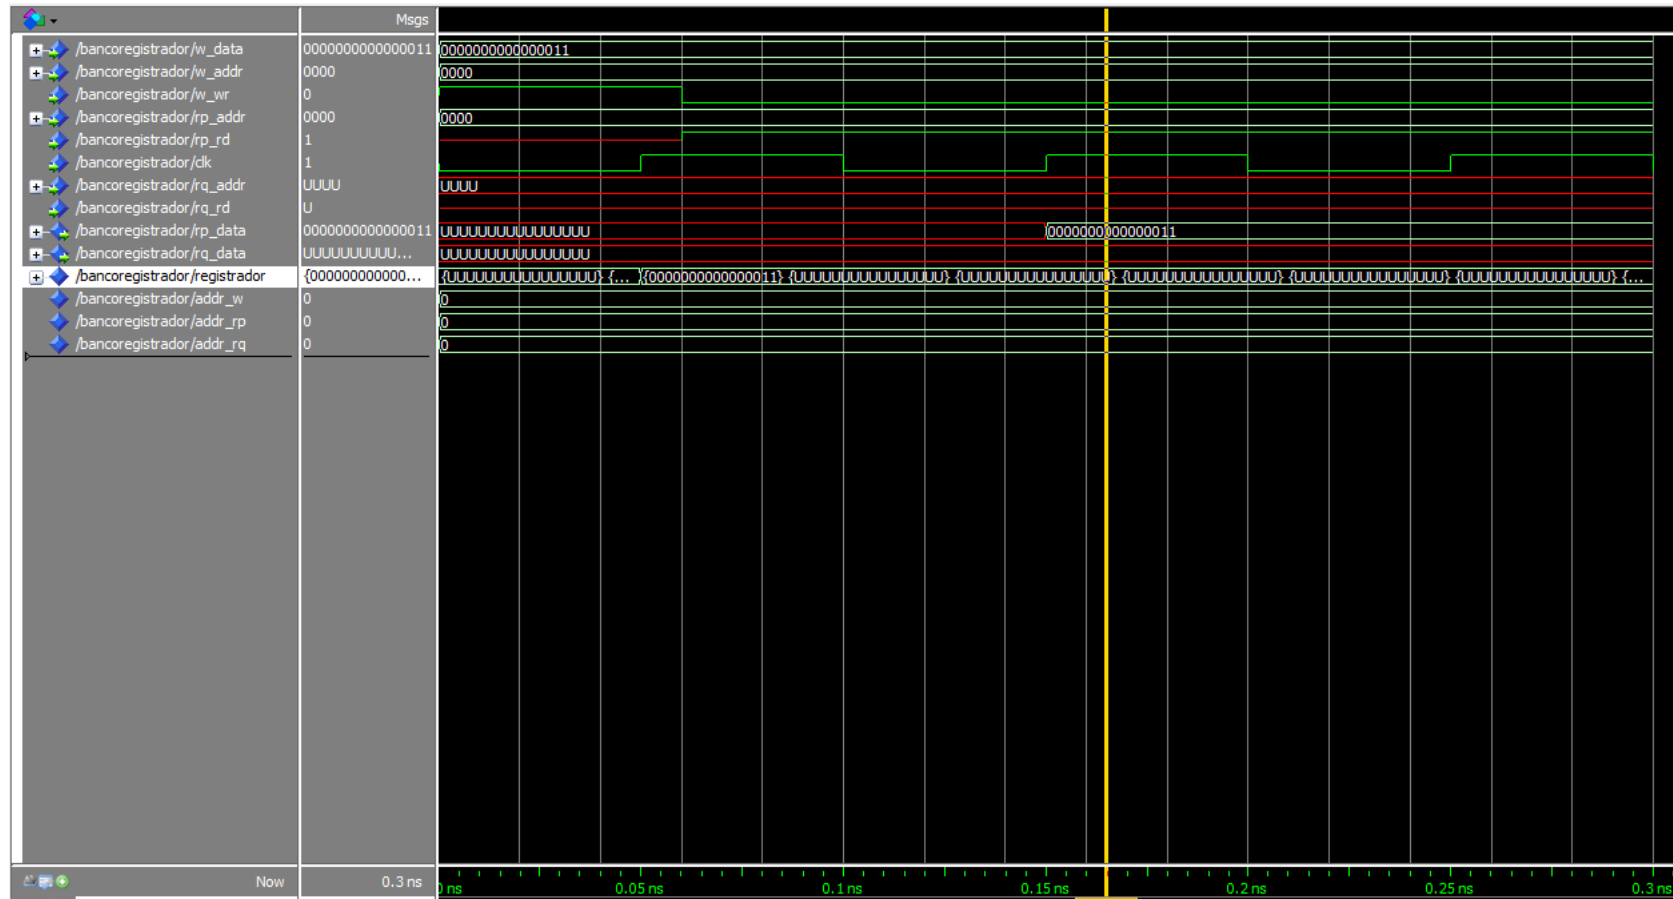 Msgs
/bancoregistrador/w_data 0000000000000011 0000000000000011
/bancoregistrador/w_addr 0000 0000
/bancoregistrador/w_wr 0
/bancoregistrador/rp_addr 0000 0000
/bancoregistrador/rp_rd 1
/bancoregistrador/clk 1
/bancoregistrador/rq_addr UUUU UUUU
/bancoregistrador/rq_rd U
/bancoregistrador/rp_data 0000000000000011 UUUUUUUUUUUUUUUU 0000000000000011
/bancoregistrador/rq_data UUUUUUUUUUU... UUUUUUUUUUUUUUUU
/bancoregistrador/registrador {000000000000... {UUUUUUUUUUUUUUUU} {... {0000000000000011} {UUUUUUUUUUUUUUUU} {UUUUUUUUUUUUUUUU} {UUUUUUUUUUUUUUUU} {UUUUUUUUUUUUUUUU} {UUUUUUUUUUUUUUUU} {...
/bancoregistrador/addr_w 0 0
/bancoregistrador/addr_rp 0 0
/bancoregistrador/addr_rq 0 0
Now 0.3 ns ns 0.05 ns 0.1 ns 0.15 ns 0.2 ns 0.25 ns 0.3 ns